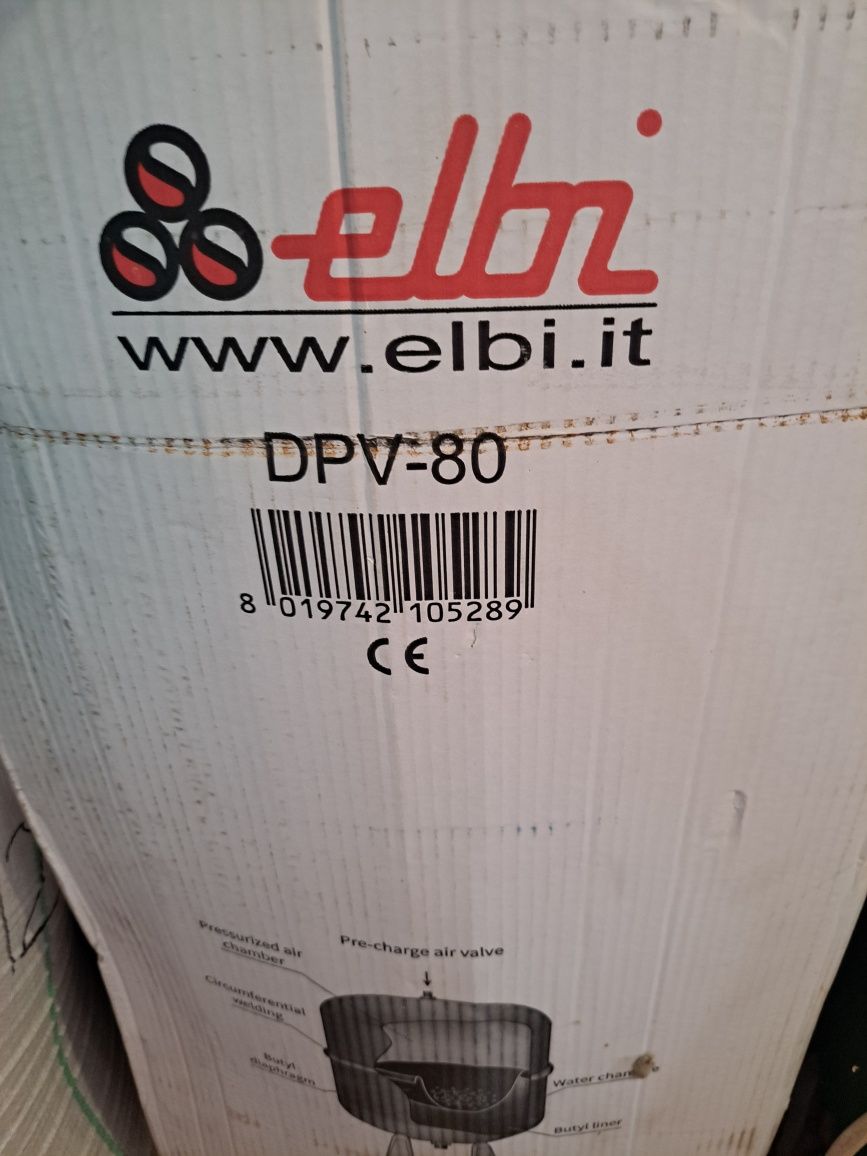 elbi
www.elbi.it
DPV-80
8 019742 105289
CE
Pressurized air
chamber
Pre-charge air valve
Circumferential
welding
Butyl
diaphragm
Water
Butyl liner